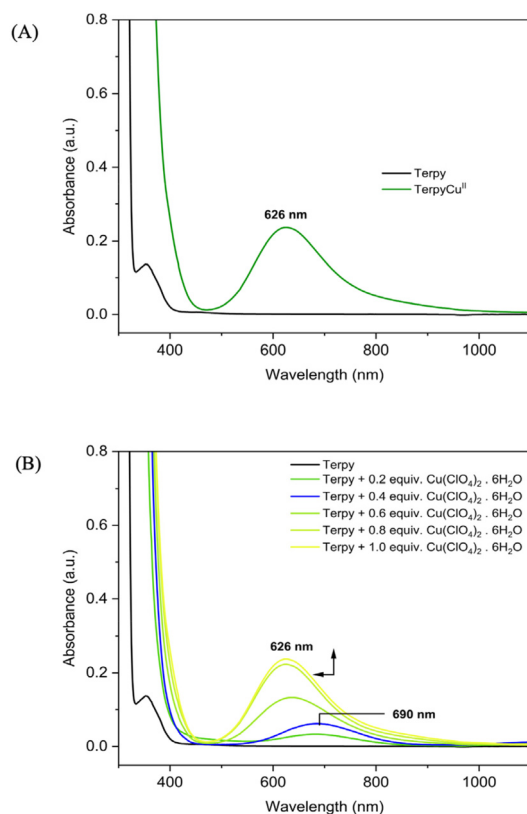 (A)
0.8
0.6
0.4
0.2
0.0
Absorbance (a.u.)
Terpy
TerpyCuᴵᴵ
626 nm
400
600
800
1000
Wavelength (nm)
(B)
0.8
0.6
0.4
0.2
0.0
Absorbance (a.u.)
Terpy
Terpy + 0.2 equiv. Cu(ClO₄)₂ . 6H₂O
Terpy + 0.4 equiv. Cu(ClO₄)₂ . 6H₂O
Terpy + 0.6 equiv. Cu(ClO₄)₂ . 6H₂O
Terpy + 0.8 equiv. Cu(ClO₄)₂ . 6H₂O
Terpy + 1.0 equiv. Cu(ClO₄)₂ . 6H₂O
626 nm
690 nm
400
600
800
1000
Wavelength (nm)